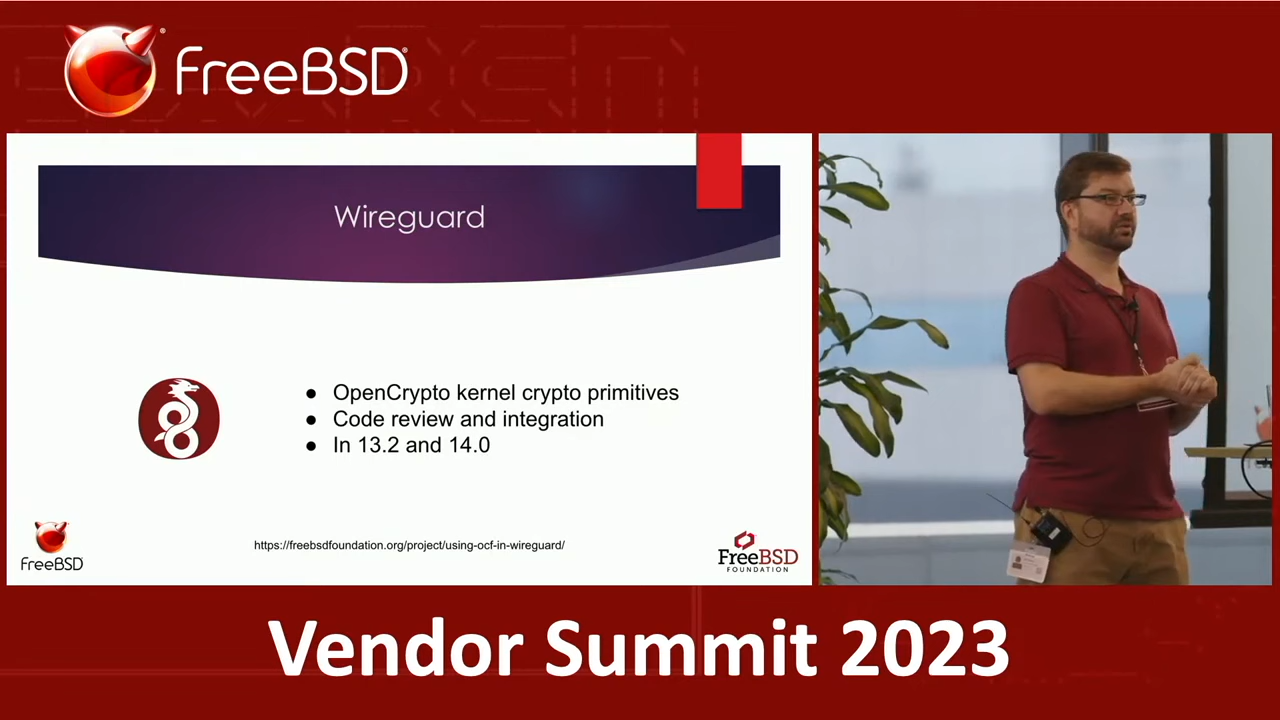 FreeBSD®
Wireguard
● OpenCrypto kernel crypto primitives
● Code review and integration
● In 13.2 and 14.0
https://freebsdfoundation.org/project/using-ocf-in-wireguard/
FreeBSD
FreeBSD
FOUNDATION
Vendor Summit 2023